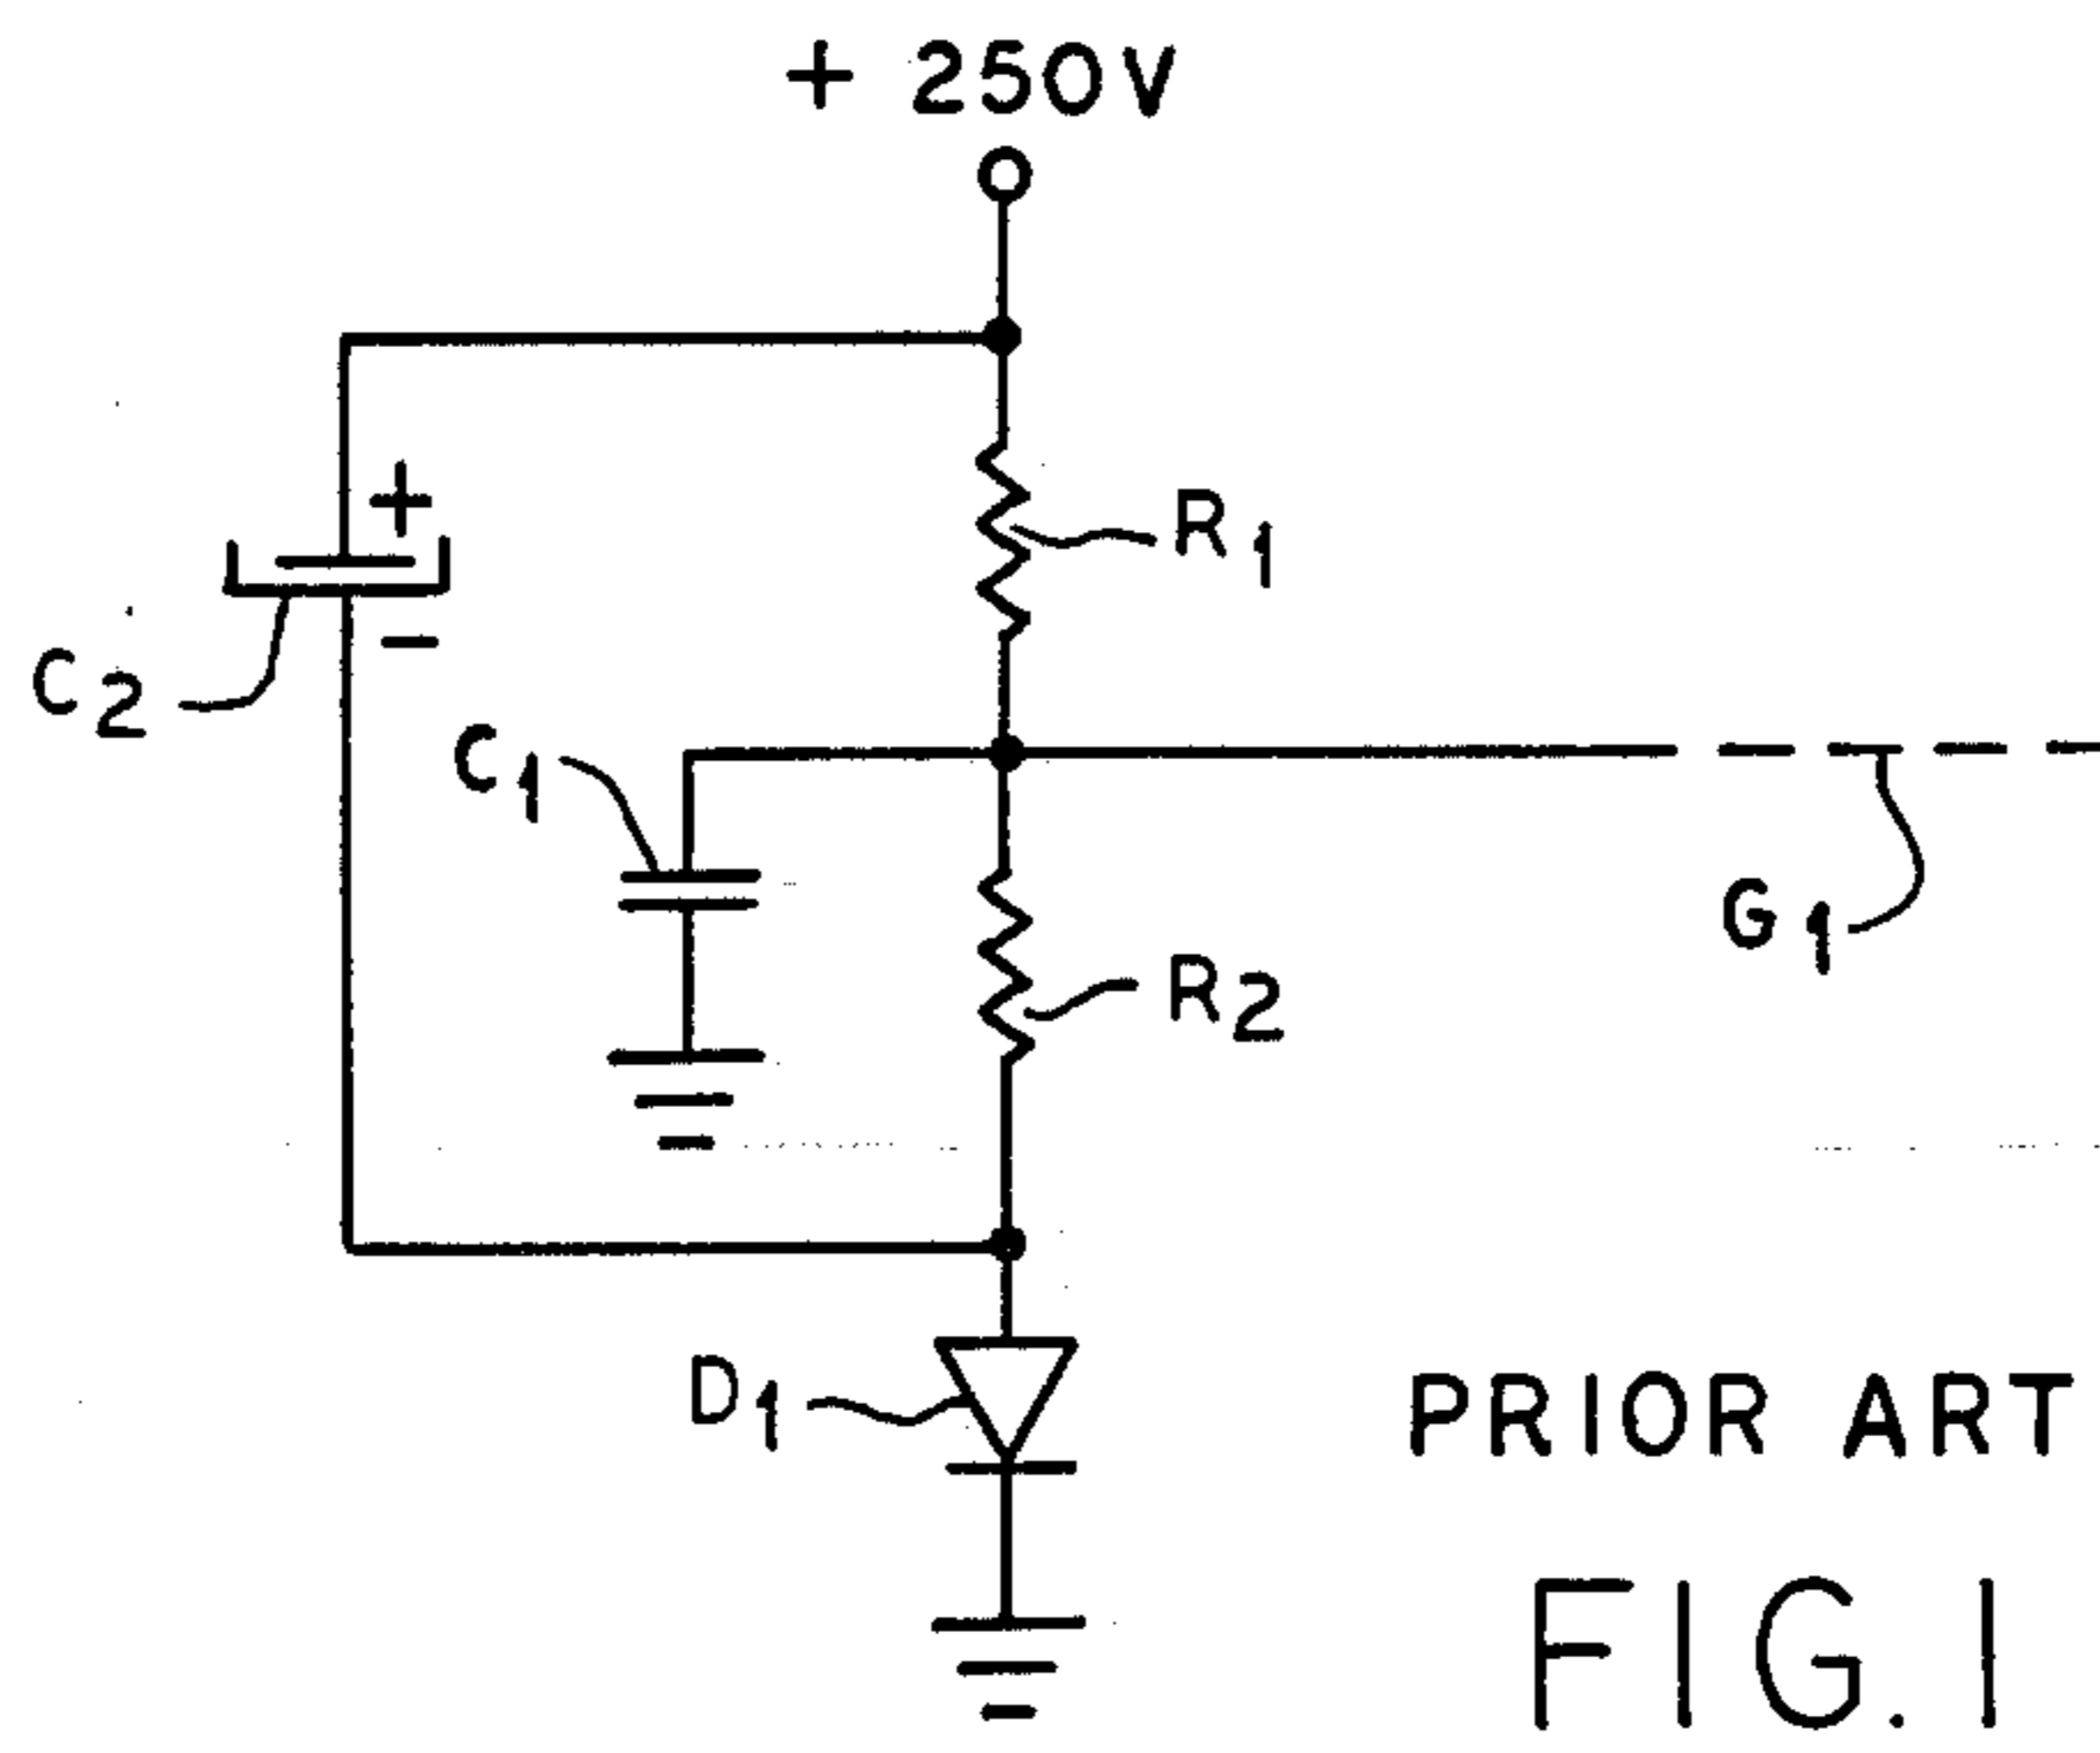 + 250V
+
R1
-
C2
C1
G1
R2
D1
PRIOR ART
FIG. 1